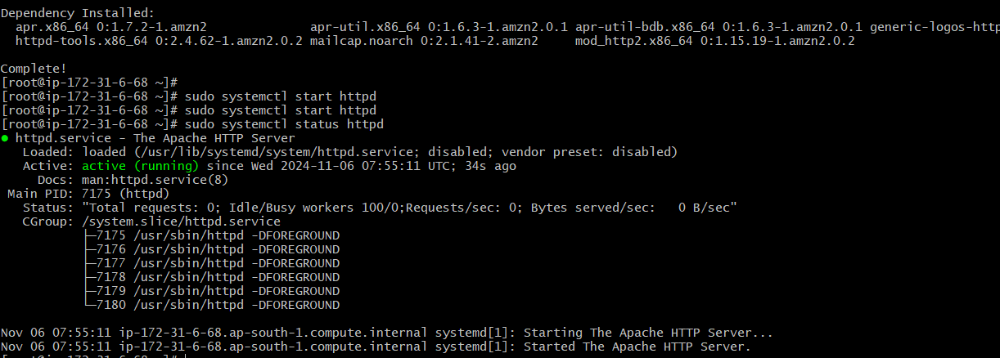 Dependency Installed:
  apr.x86_64 0:1.7.2-1.amzn2              apr-util.x86_64 0:1.6.3-1.amzn2.0.1 apr-util-bdb.x86_64 0:1.6.3-1.amzn2.0.1 generic-logos-http
  httpd-tools.x86_64 0:2.4.62-1.amzn2.0.2 mailcap.noarch 0:2.1.41-2.amzn2     mod_http2.x86_64 0:1.15.19-1.amzn2.0.2

Complete!
[root@ip-172-31-6-68 ~]#
[root@ip-172-31-6-68 ~]# sudo systemctl start httpd
[root@ip-172-31-6-68 ~]# sudo systemctl start httpd
[root@ip-172-31-6-68 ~]# sudo systemctl status httpd
● httpd.service - The Apache HTTP Server
   Loaded: loaded (/usr/lib/systemd/system/httpd.service; disabled; vendor preset: disabled)
   Active: active (running) since Wed 2024-11-06 07:55:11 UTC; 34s ago
     Docs: man:httpd.service(8)
 Main PID: 7175 (httpd)
   Status: "Total requests: 0; Idle/Busy workers 100/0;Requests/sec: 0; Bytes served/sec:   0 B/sec"
   CGroup: /system.slice/httpd.service
           ├─7175 /usr/sbin/httpd -DFOREGROUND
           ├─7176 /usr/sbin/httpd -DFOREGROUND
           ├─7177 /usr/sbin/httpd -DFOREGROUND
           ├─7178 /usr/sbin/httpd -DFOREGROUND
           ├─7179 /usr/sbin/httpd -DFOREGROUND
           └─7180 /usr/sbin/httpd -DFOREGROUND

Nov 06 07:55:11 ip-172-31-6-68.ap-south-1.compute.internal systemd[1]: Starting The Apache HTTP Server...
Nov 06 07:55:11 ip-172-31-6-68.ap-south-1.compute.internal systemd[1]: Started The Apache HTTP Server.